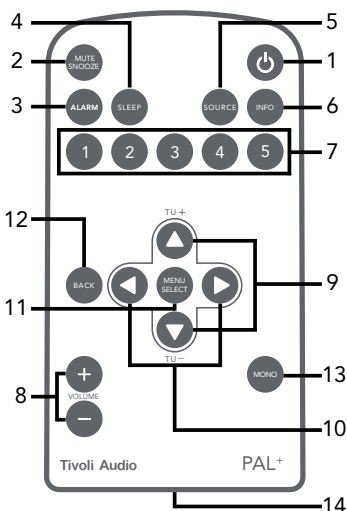 4
5
2
MUTE
SNOOZE
1
3
ALARM
SLEEP
SOURCE
INFO
6
1 2 3 4 5
7
TU+
12
BACK
MENU
SELECT
9
11
TU−
13
MONO
8
+
VOLUME
−
10
Tivoli Audio PAL+
14